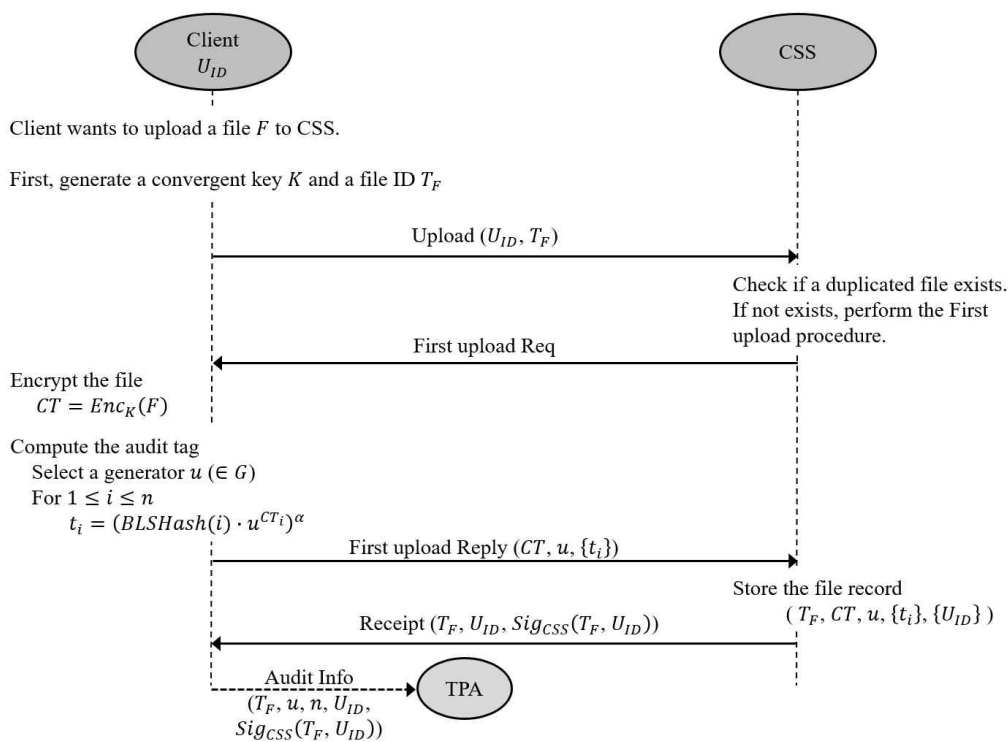 Client
U_ID
CSS
Client wants to upload a file F to CSS.
First, generate a convergent key K and a file ID T_F
Upload (U_ID, T_F)
Check if a duplicated file exists.
If not exists, perform the First
upload procedure.
First upload Req
Encrypt the file
CT = Enc_K(F)
Compute the audit tag
Select a generator u (∈ G)
For 1 ≤ i ≤ n
t_i = (BLSHash(i) · u^{CT_i})^α
First upload Reply (CT, u, {t_i})
Store the file record
( T_F, CT, u, {t_i}, {U_ID} )
Receipt (T_F, U_ID, Sig_CSS(T_F, U_ID))
Audit Info
(T_F, u, n, U_ID,
Sig_CSS(T_F, U_ID))
TPA